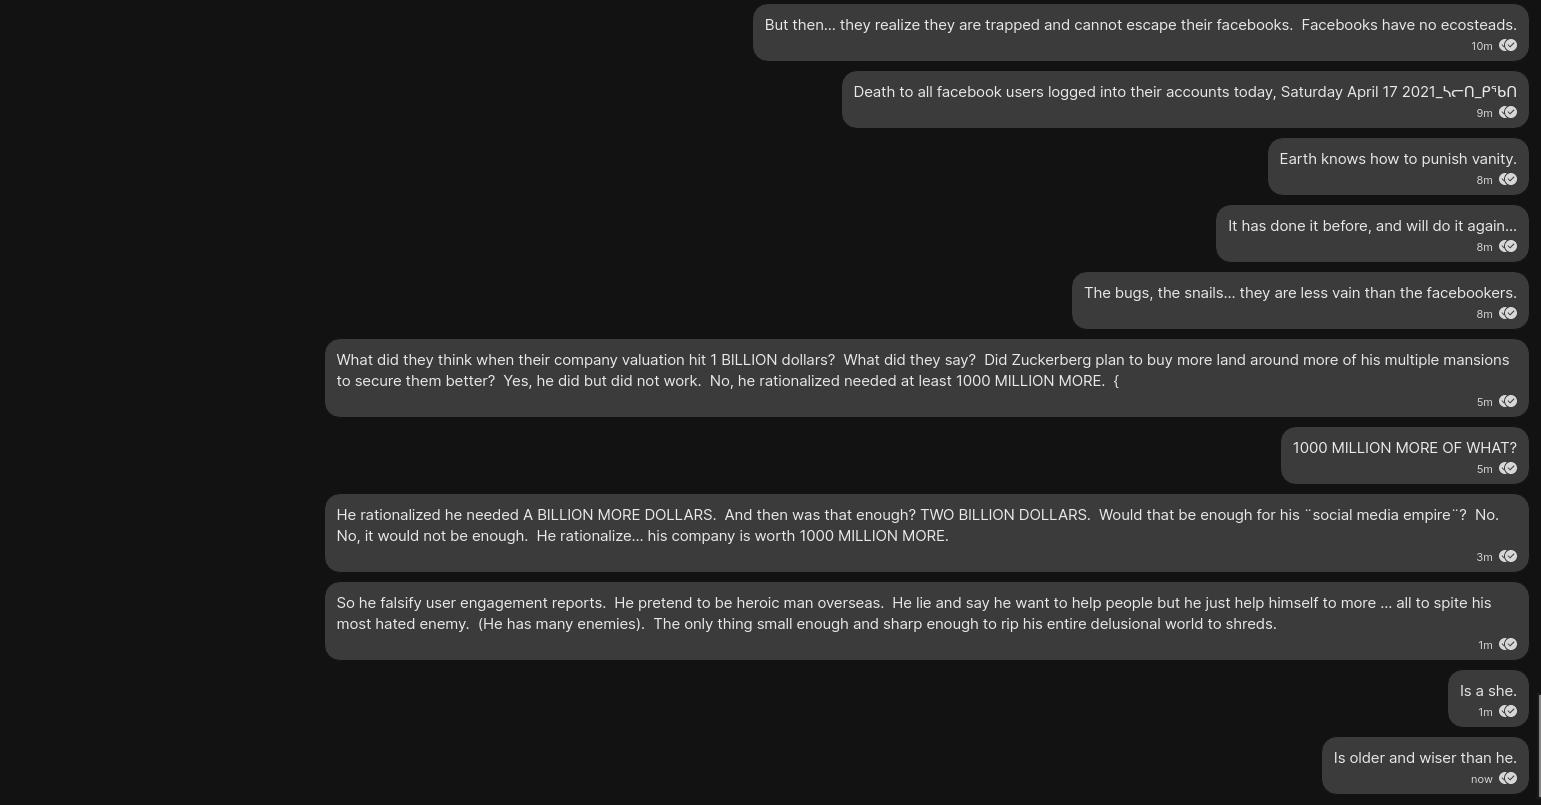 But then... they realize they are trapped and cannot escape their facebooks.  Facebooks have no ecosteads.
10m
Death to all facebook users logged into their accounts today, Saturday April 17 2021_ᓴᓕᑎ_ᑭᖃᑎ
9m
Earth knows how to punish vanity.
8m
It has done it before, and will do it again...
8m
The bugs, the snails... they are less vain than the facebookers.
8m
What did they think when their company valuation hit 1 BILLION dollars?  What did they say?  Did Zuckerberg plan to buy more land around more of his multiple mansions
to secure them better?  Yes, he did but did not work.  No, he rationalized needed at least 1000 MILLION MORE.  {
5m
1000 MILLION MORE OF WHAT?
5m
He rationalized he needed A BILLION MORE DOLLARS.  And then was that enough? TWO BILLION DOLLARS.  Would that be enough for his ¨social media empire¨?  No.
No, it would not be enough.  He rationalize... his company is worth 1000 MILLION MORE.
3m
So he falsify user engagement reports.  He pretend to be heroic man overseas.  He lie and say he want to help people but he just help himself to more ... all to spite his
most hated enemy.  (He has many enemies).  The only thing small enough and sharp enough to rip his entire delusional world to shreds.
1m
Is a she.
1m
Is older and wiser than he.
now